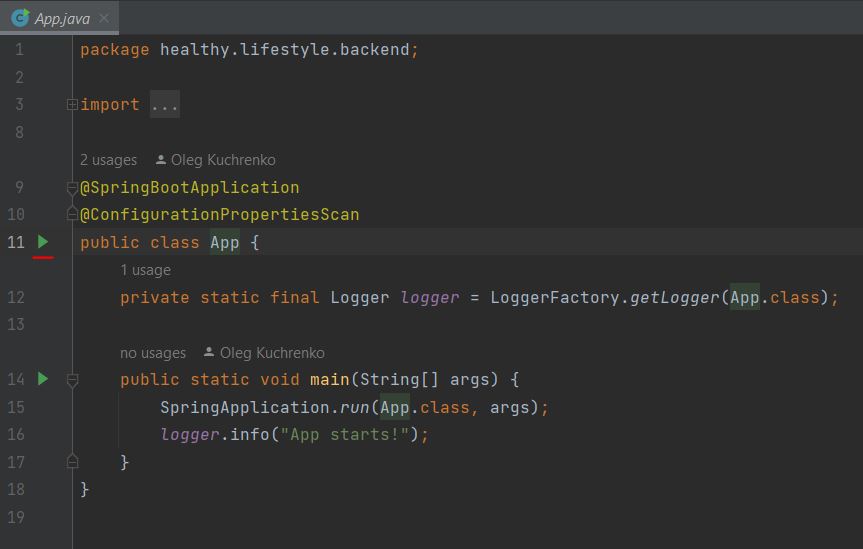 App.java
1 package healthy.lifestyle.backend;
2
3 import ...
8
2 usages Oleg Kuchrenko
9 @SpringBootApplication
10 @ConfigurationPropertiesScan
11 public class App {
1 usage
12 private static final Logger logger = LoggerFactory.getLogger(App.class);
13
no usages Oleg Kuchrenko
14 public static void main(String[] args) {
15 SpringApplication.run(App.class, args);
16 logger.info("App starts!");
17 }
18 }
19